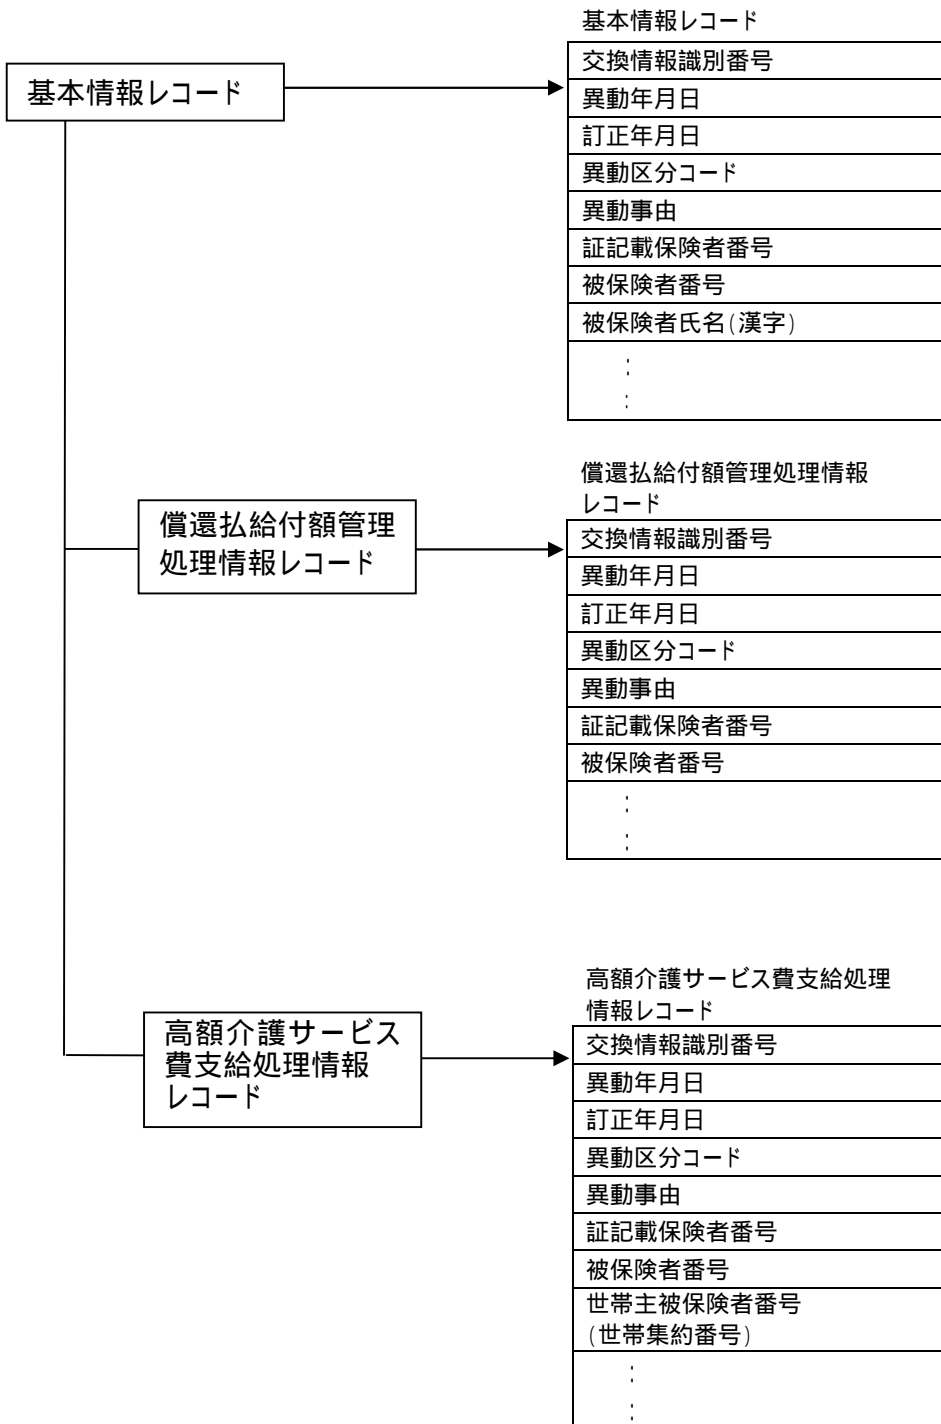 基本情報レコード
基本情報レコード
交換情報識別番号
異動年月日
訂正年月日
異動区分コード
異動事由
証記載保険者番号
被保険者番号
被保険者氏名(漢字)
:
:
償還払給付額管理
処理情報レコード
償還払給付額管理処理情報
レコード
交換情報識別番号
異動年月日
訂正年月日
異動区分コード
異動事由
証記載保険者番号
被保険者番号
:
:
高額介護サービス
費支給処理情報
レコード
高額介護サービス費支給処理
情報レコード
交換情報識別番号
異動年月日
訂正年月日
異動区分コード
異動事由
証記載保険者番号
被保険者番号
世帯主被保険者番号
(世帯集約番号)
:
: